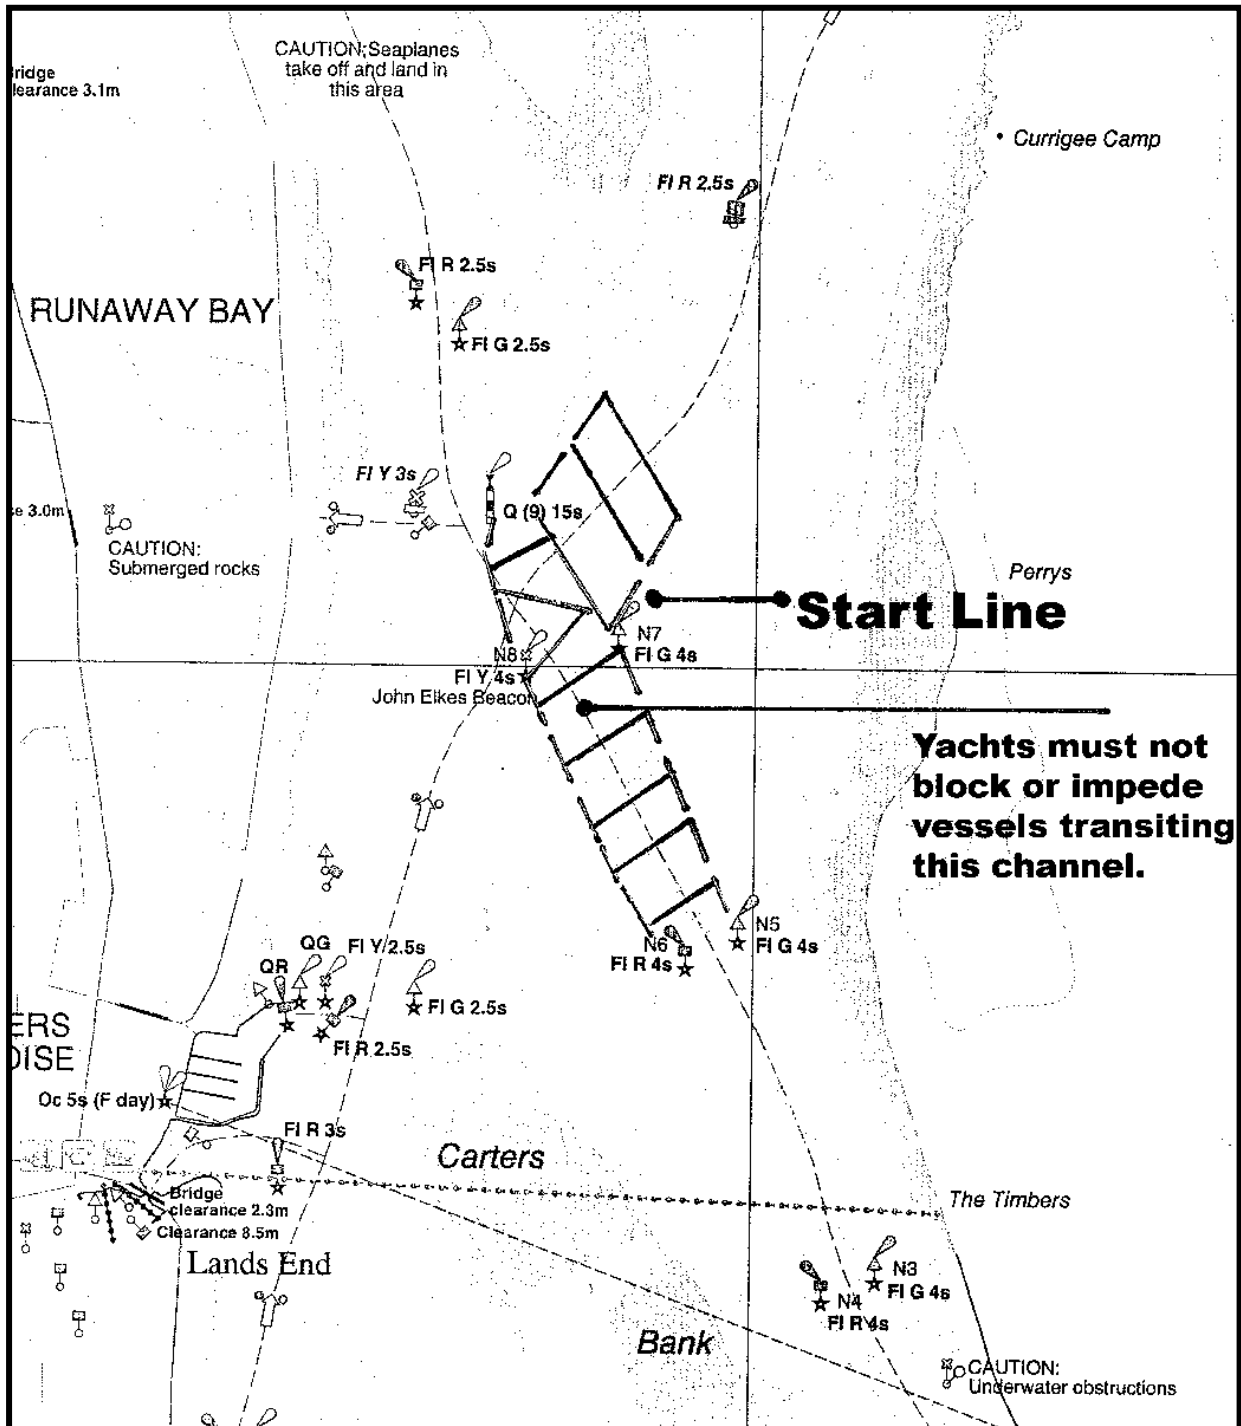 CAUTION:Seaplanes
take off and land in
this area
ridge
learance 3.1m
Currigee Camp
Fl R 2.5s
Fl R 2.5s
RUNAWAY BAY
Fl G 2.5s
Fl Y 3s
Q (9) 15s
e 3.0m
CAUTION:
Submerged rocks
Perrys
Start Line
N7
Fl G 4s
N8
Fl Y 4s
John Elkes Beacon
Yachts must not
block or impede
vessels transiting
this channel.
N5
Fl G 4s
N6
Fl R 4s
QG
Fl Y 2.5s
QR
Fl G 2.5s
ERS
DISE
Fl R 2.5s
Oc 5s (F day)
Fl R 3s
Carters
The Timbers
Bridge
clearance 2.3m
Clearance 8.5m
Lands End
N3
Fl G 4s
N4
Fl R 4s
Bank
CAUTION:
Underwater obstructions